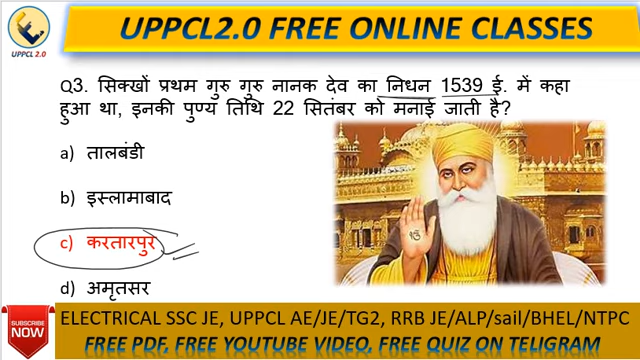 UPPCL2.0 FREE ONLINE CLASSES
UPPCL 2.0
Q3. सिक्खों प्रथम गुरु गुरु नानक देव का निधन 1539 ई. में कहा
हुआ था, इनकी पुण्य तिथि 22 सितंबर को मनाई जाती है?
a) तालबंडी
b) इस्लामाबाद
c) करतारपुर
d) अमृतसर
SUBSCRIBE
NOW
ELECTRICAL SSC JE, UPPCL AE/JE/TG2, RRB JE/ALP/sail/BHEL/NTPC
FREE PDF, FREE YOUTUBE VIDEO, FREE QUIZ ON TELIGRAM